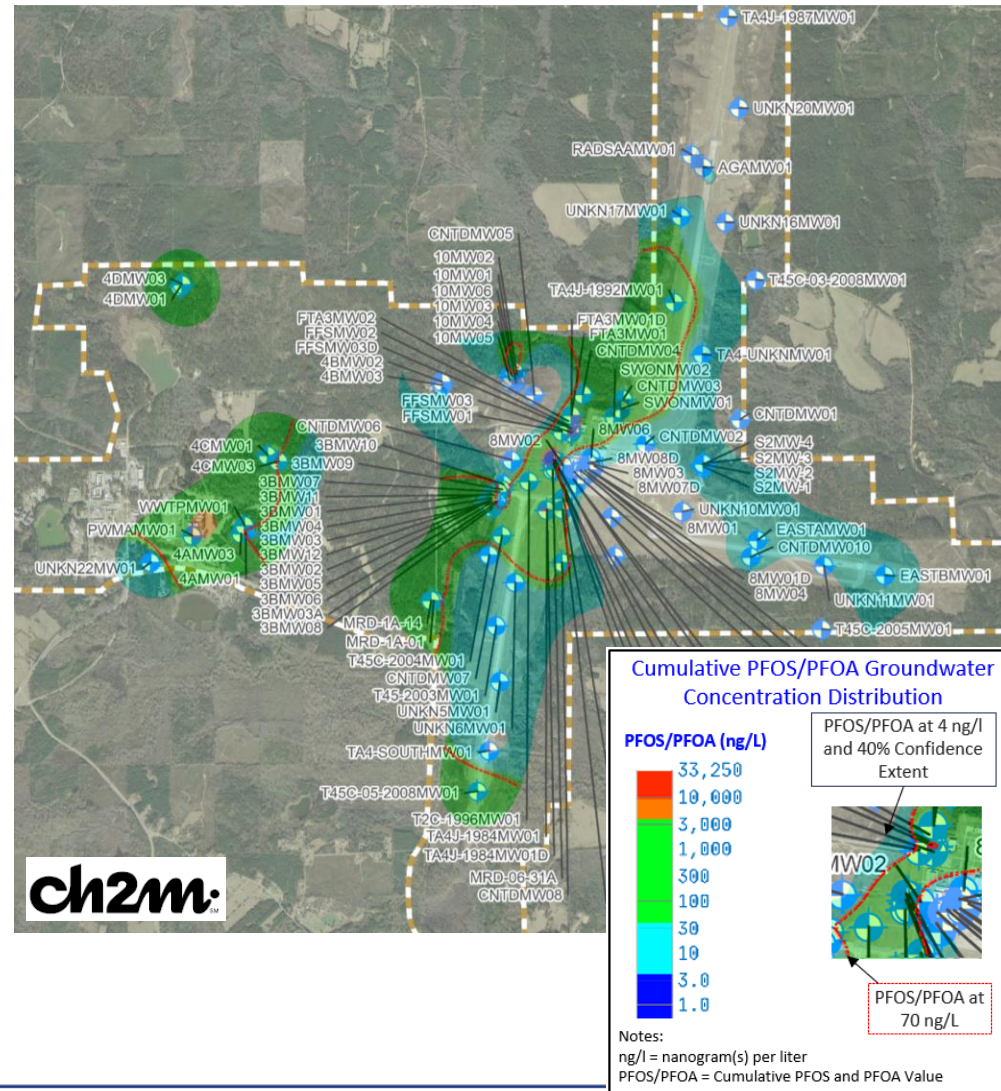 TA4J-1987MW01
UNKN20MW01
RADSAAMW01
AGAMW01
UNKN17MW01
UNKN16MW01
CNTDMW05
10MW02
10MW01
10MW06
10MW03
10MW04
10MW05
4DMW03
4DMW01
T45C-03-2008MW01
TA4J-1992MW01
FTA3MW02
FFSMW02
FFSMW03D
4BMW02
4BMW03
FTA3MW01D
FTA3MW01
CNTDMW04
TA4-UNKNMW01
SWONMW02
CNTDMW03
SWONMW01
FFSMW03
FFSMW01
CNTDMW01
CNTDMW06
8MW06
8MW02
CNTDMW02
4CMW01
4CMW03
3BMW10
3BMW09
S2MW-4
S2MW-3
S2MW-2
S2MW-1
8MW08D
8MW03
8MW07D
3BMW07
3BMW11
3BMW01
3BMW04
3BMW03
3BMW12
3BMW02
3BMW05
3BMW06
3BMW03A
3BMW08
WWTPMW01
PWMAMW01
4AMW03
UNKN22MW01
4AMW01
UNKN10MW01
8MW01
EASTAMW01
CNTDMW010
EASTBMW01
8MW01D
8MW04
UNKN11MW01
MRD-1A-14
MRD-1A-01
T45C-2005MW01
T45C-2004MW01
CNTDMW07
T45-2003MW01
UNKN5MW01
UNKN6MW01
TA4-SOUTHMW01
T45C-05-2008MW01
T2C-1996MW01
TA4J-1984MW01
TA4J-1984MW01D
MRD-06-31A
CNTDMW08
ch2m:
SM
Cumulative PFOS/PFOA Groundwater
Concentration Distribution
PFOS/PFOA (ng/L)
33,250
10,000
3,000
1,000
300
100
30
10
3.0
1.0
PFOS/PFOA at 4 ng/l
and 40% Confidence
Extent
MW02
8
PFOS/PFOA at
70 ng/L
Notes:
ng/l = nanogram(s) per liter
PFOS/PFOA = Cumulative PFOS and PFOA Value